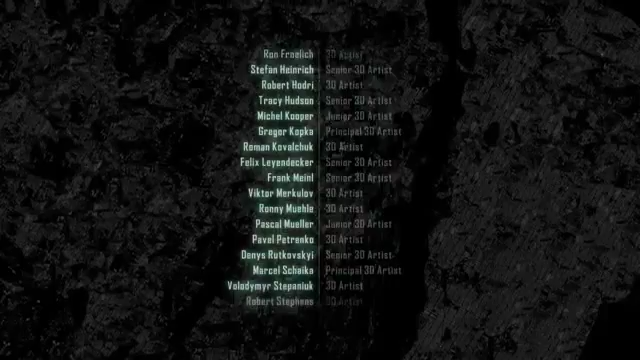 Ron Froelich 3D Artist
Stefan Heinrich Senior 3D Artist
Robert Hodri 3D Artist
Tracy Hudson Senior 3D Artist
Michel Kooper Junior 3D Artist
Gregor Kopka Principal 3D Artist
Roman Kovalchuk 3D Artist
Felix Leyendecker Senior 3D Artist
Frank Meinl Senior 3D Artist
Viktor Merkulov 3D Artist
Ronny Muehle 3D Artist
Pascal Mueller Junior 3D Artist
Pavel Petrenko 3D Artist
Denys Rutkovskyi Senior 3D Artist
Marcel Schaika Principal 3D Artist
Volodymyr Stepaniuk 3D Artist
Robert Stephens 3D Artist